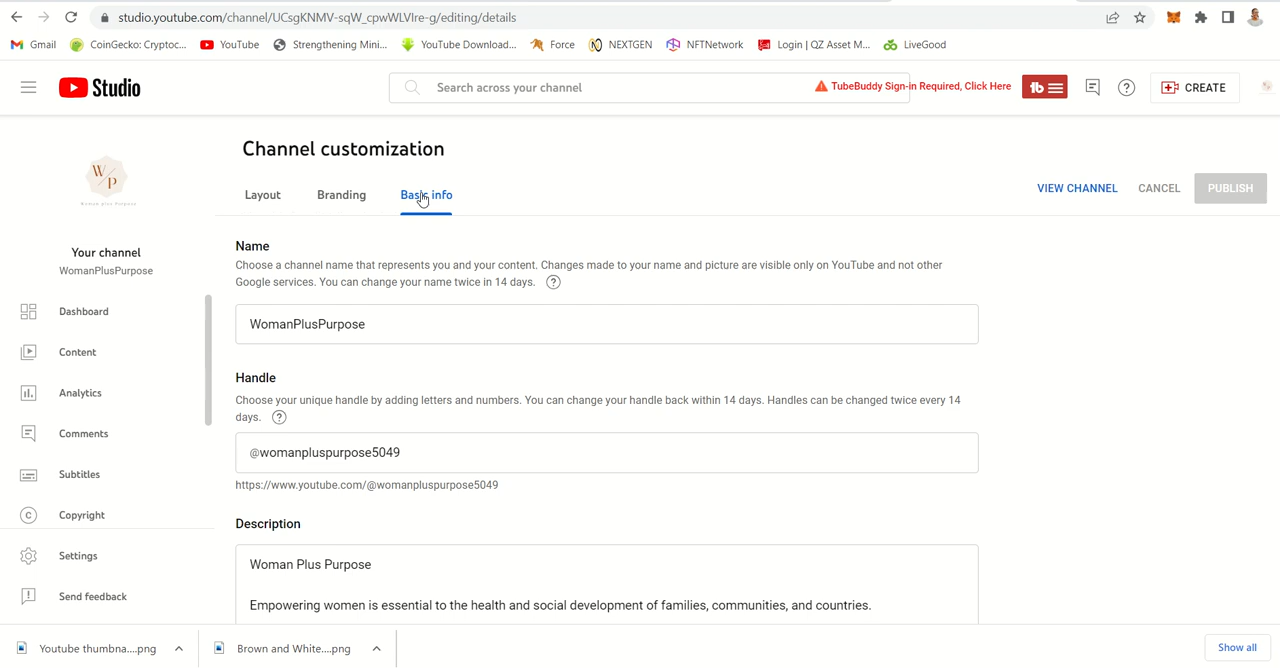 studio.youtube.com/channel/UCsgKNMV-sqW_cpwWLVIre-g/editing/details
Gmail
CoinGecko: Cryptoc...
YouTube
Strengthening Mini...
YouTube Download...
Force
NEXTGEN
NFTNetwork
Login | QZ Asset M...
LiveGood
Studio
Search across your channel
TubeBuddy Sign-in Required, Click Here
tb
CREATE
W/P
Woman plus Purpose
Channel customization
Layout
Branding
Basic info
VIEW CHANNEL
CANCEL
PUBLISH
Your channel
WomanPlusPurpose
Dashboard
Content
Analytics
Comments
Subtitles
Copyright
Settings
Send feedback
Name
Choose a channel name that represents you and your content. Changes made to your name and picture are visible only on YouTube and not other
Google services. You can change your name twice in 14 days.
WomanPlusPurpose
Handle
Choose your unique handle by adding letters and numbers. You can change your handle back within 14 days. Handles can be changed twice every 14
days.
@womanpluspurpose5049
https://www.youtube.com/@womanpluspurpose5049
Description
Woman Plus Purpose
Empowering women is essential to the health and social development of families, communities, and countries.
Youtube thumbna....png
Brown and White....png
Show all